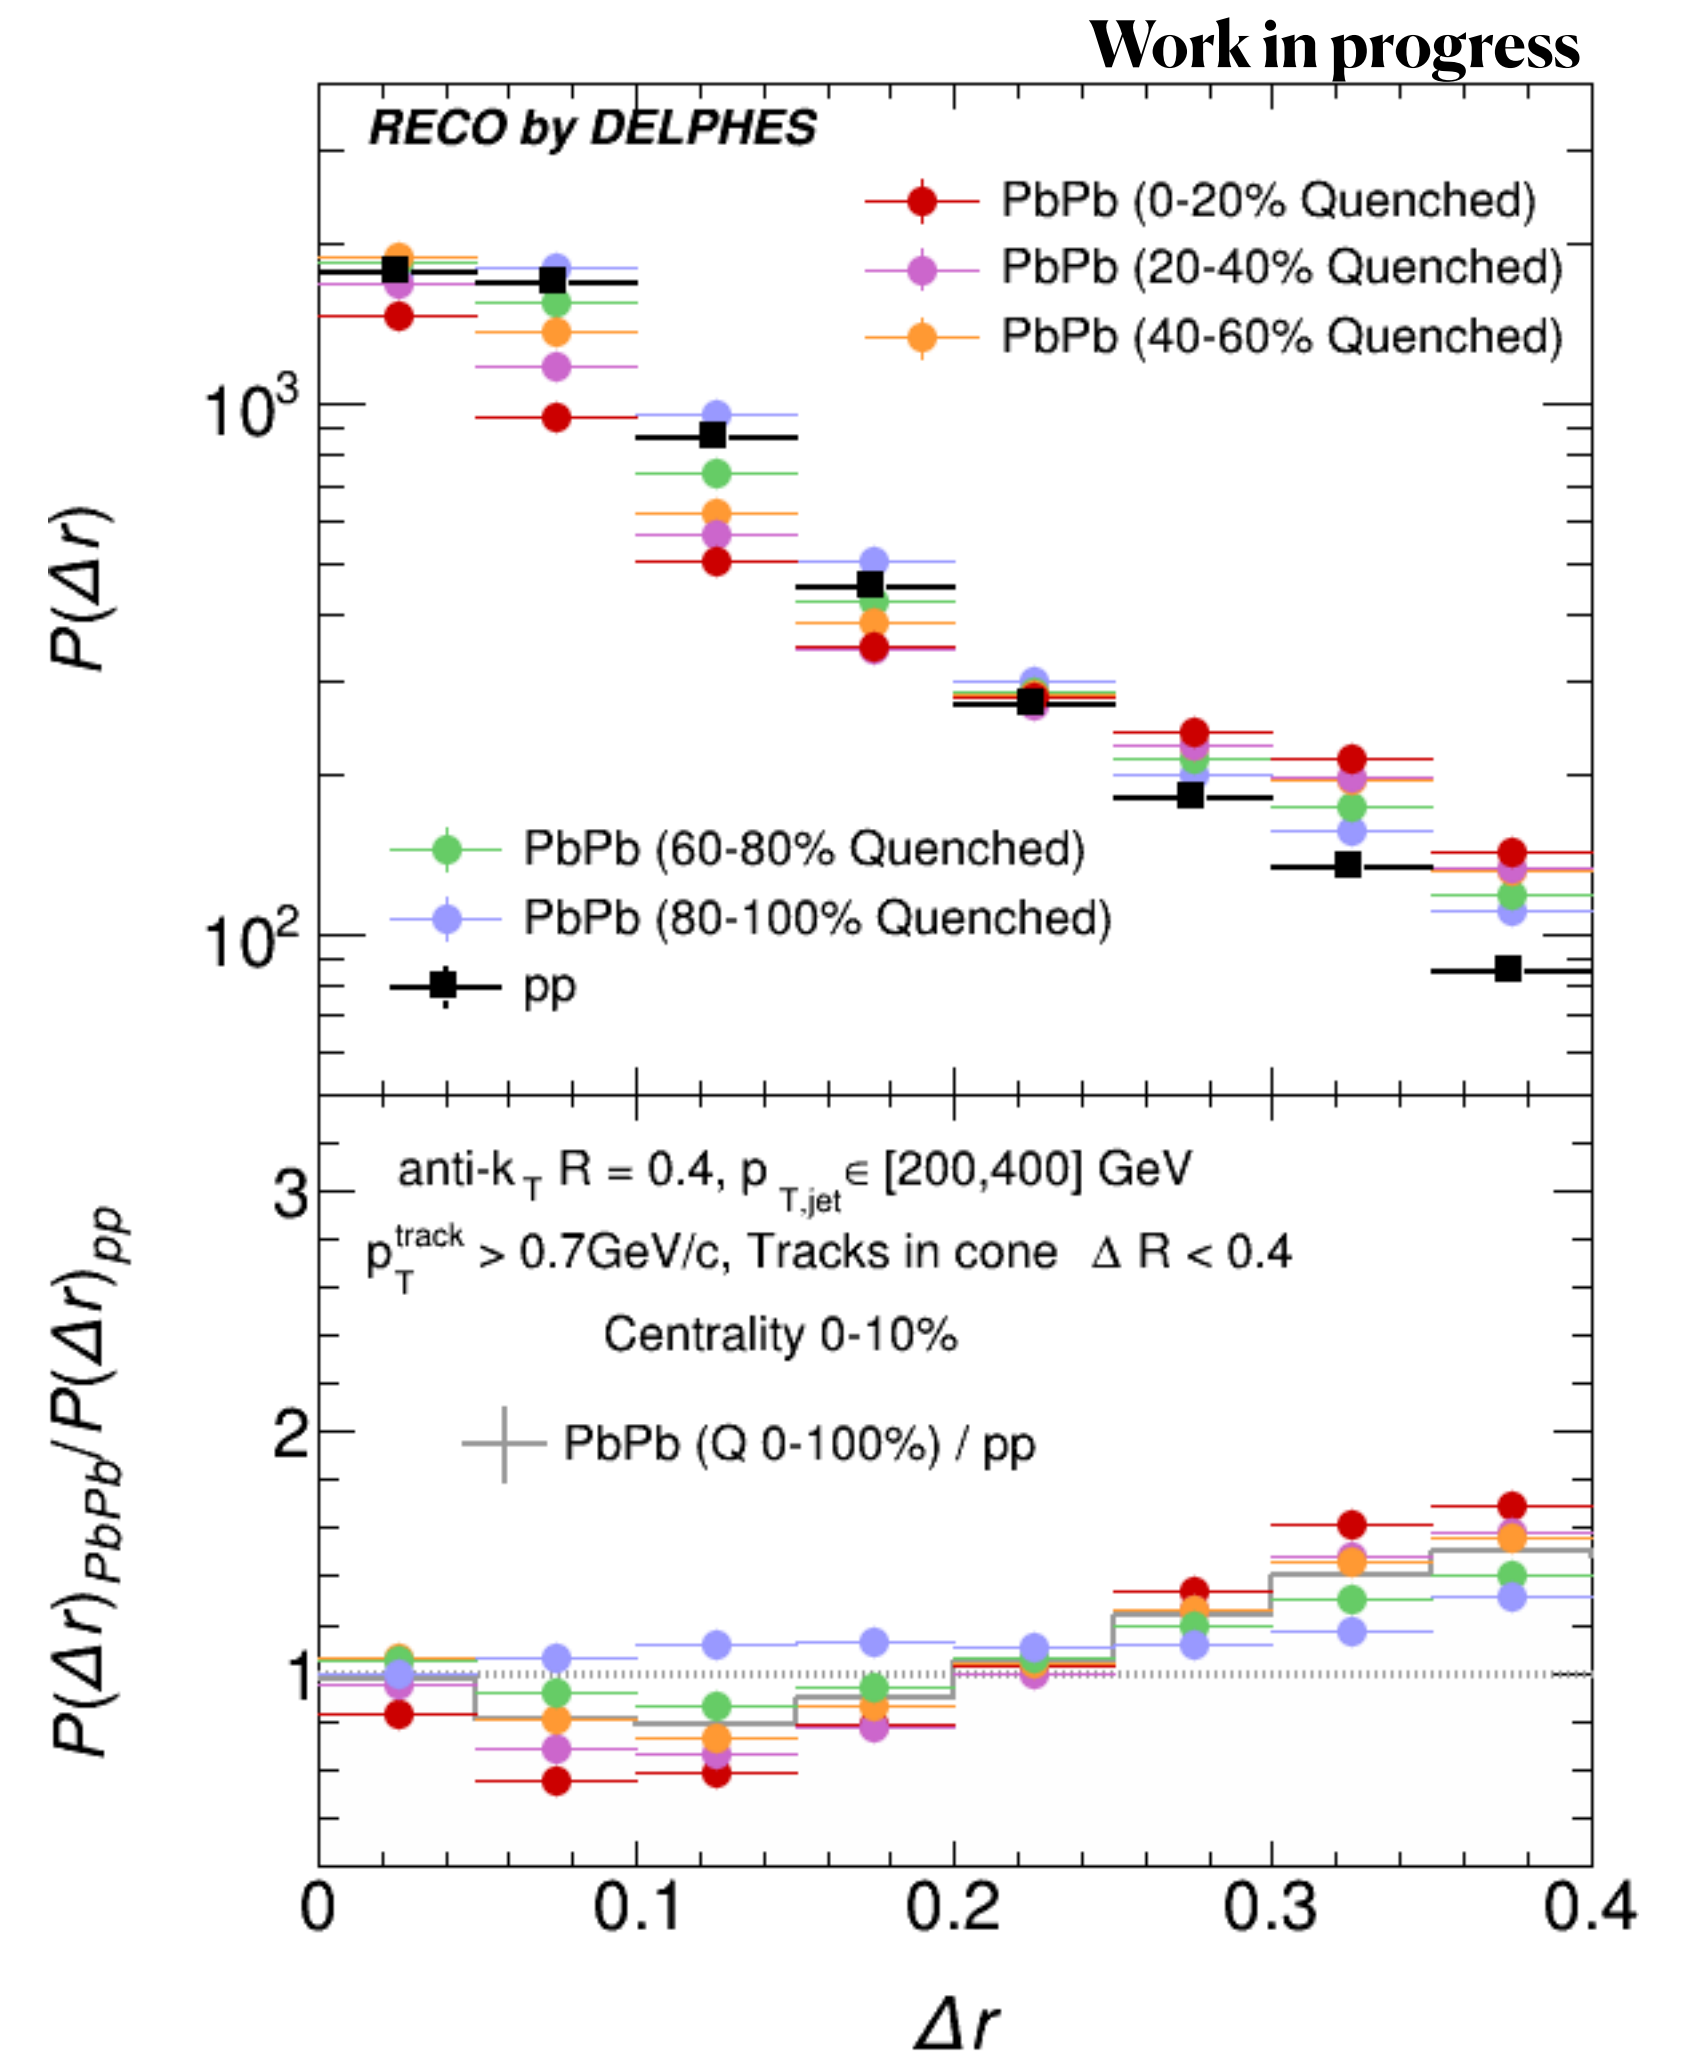 Work in progress
RECO by DELPHES
PbPb (0-20% Quenched)
PbPb (20-40% Quenched)
PbPb (40-60% Quenched)
10³
P(Δr)
PbPb (60-80% Quenched)
PbPb (80-100% Quenched)
10²
pp
anti-k_T R = 0.4, p_T,jet ∈ [200,400] GeV
3
p_T^track > 0.7GeV/c, Tracks in cone Δ R < 0.4
Centrality 0-10%
2
PbPb (Q 0-100%) / pp
P(Δr)_PbPb/P(Δr)_pp
1
0 0.1 0.2 0.3 0.4
Δr